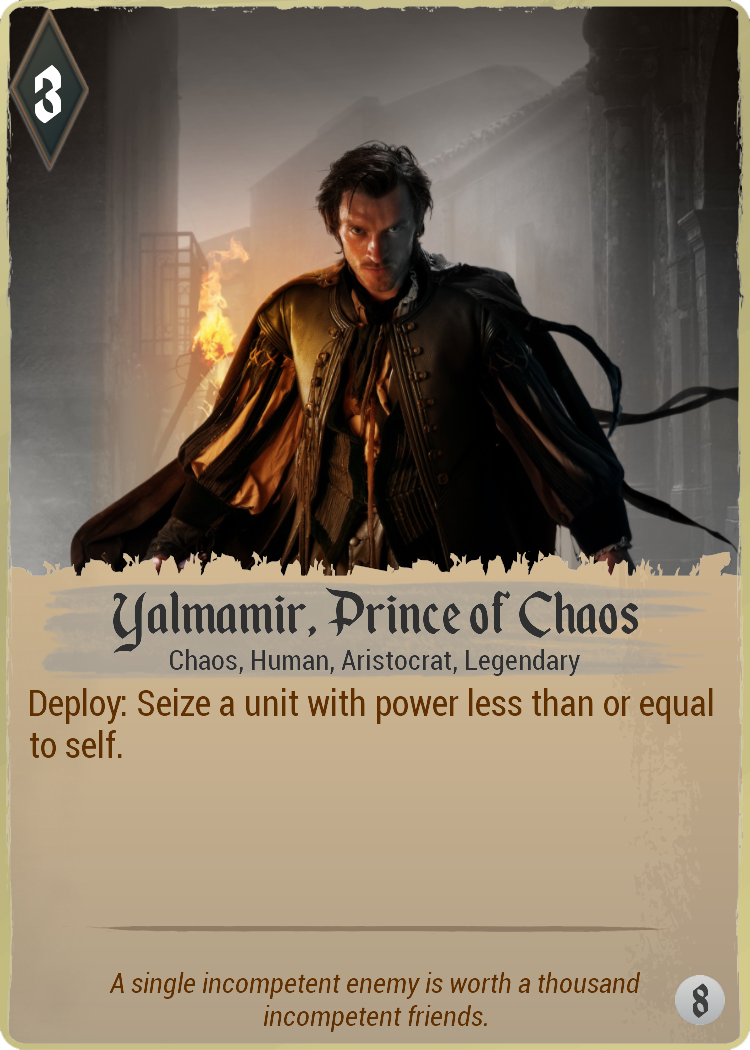 3
Yalmamir, Prince of Chaos
Chaos, Human, Aristocrat, Legendary
Deploy: Seize a unit with power less than or equal
to self.
A single incompetent enemy is worth a thousand
incompetent friends.
8